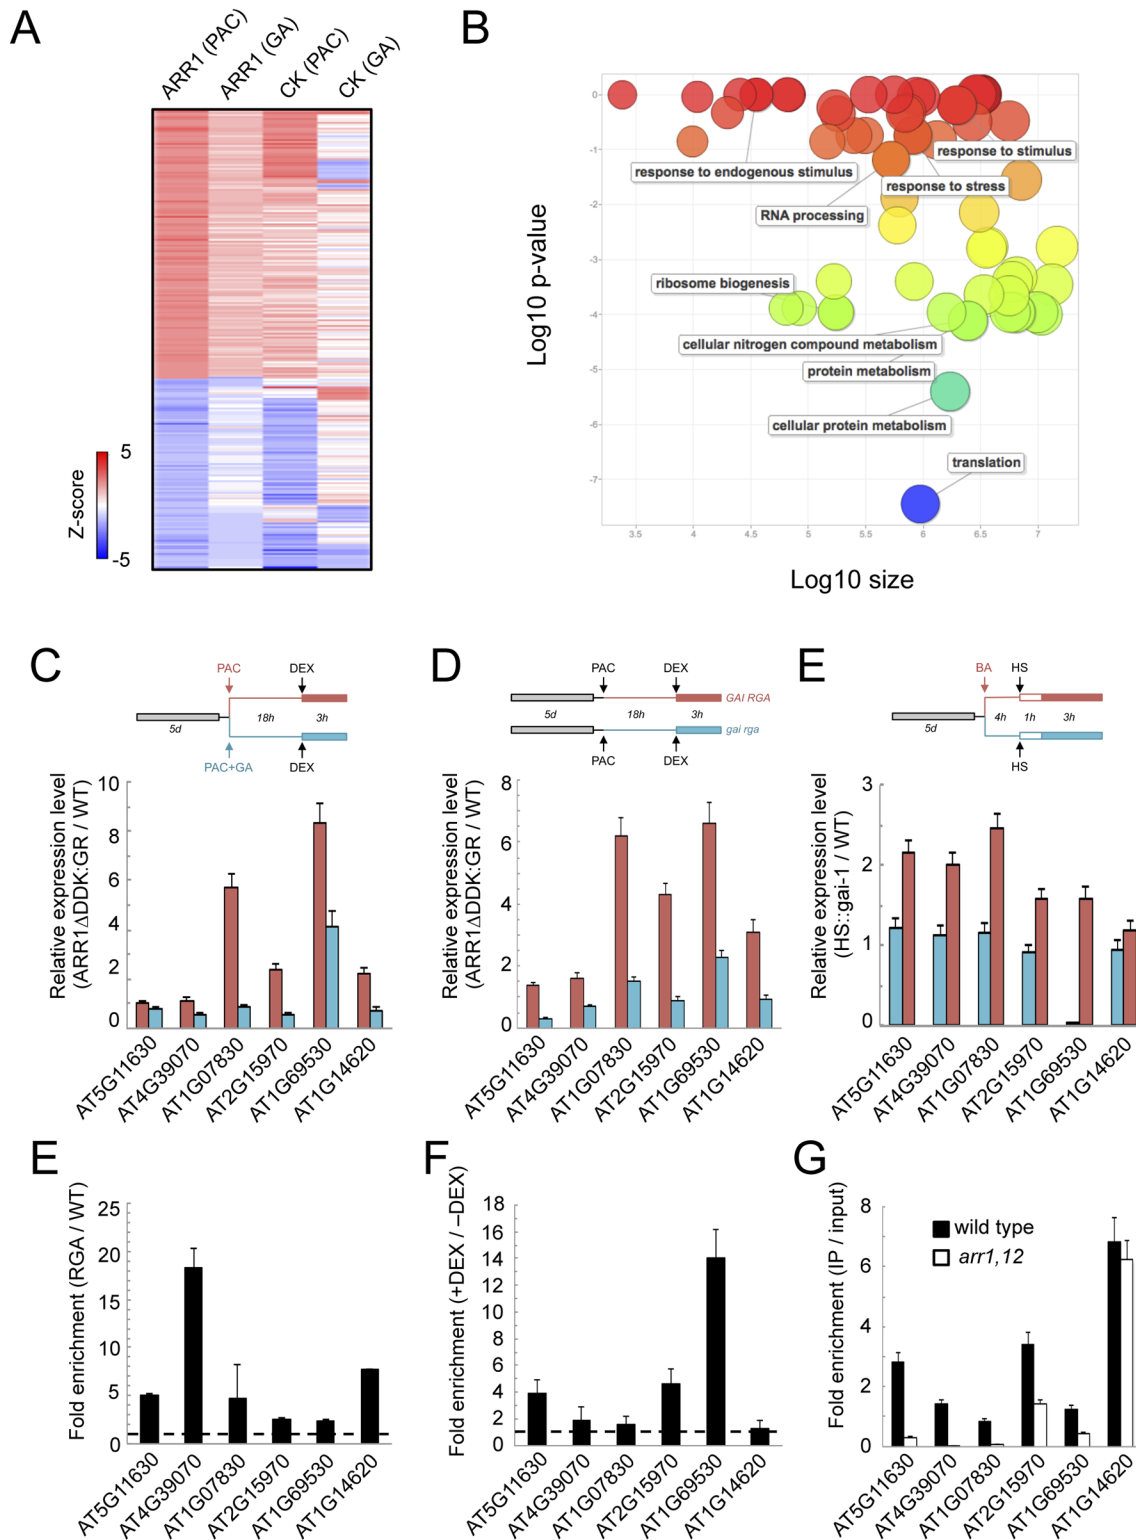 A
ARR1 (PAC)
ARR1 (GA)
CK (PAC)
CK (GA)
Z-score
5
-5
B
Log10 p-value
0
-1
-2
-3
-4
-5
-6
-7
response to endogenous stimulus
response to stimulus
response to stress
RNA processing
ribosome biogenesis
cellular nitrogen compound metabolism
protein metabolism
cellular protein metabolism
translation
3.5 4 4.5 5 5.5 6 6.5 7
Log10 size
C
PAC
DEX
5d
18h
3h
PAC+GA
DEX
Relative expression level
(ARR1ΔDDK:GR / WT)
10
8
6
4
2
0
AT5G11630
AT4G39070
AT1G07830
AT2G15970
AT1G69530
AT1G14620
D
PAC
DEX
GAI RGA
5d
18h
3h
gai rga
PAC
DEX
Relative expression level
(ARR1ΔDDK:GR / WT)
8
6
4
2
0
AT5G11630
AT4G39070
AT1G07830
AT2G15970
AT1G69530
AT1G14620
E
BA
HS
5d
4h
1h
3h
HS
Relative expression level
(HS::gai-1 / WT)
3
2
1
0
AT5G11630
AT4G39070
AT1G07830
AT2G15970
AT1G69530
AT1G14620
E
Fold enrichment (RGA / WT)
25
20
15
10
5
0
AT5G11630
AT4G39070
AT1G07830
AT2G15970
AT1G69530
AT1G14620
F
Fold enrichment (+DEX / –DEX)
18
16
14
12
10
8
6
4
2
0
AT5G11630
AT4G39070
AT1G07830
AT2G15970
AT1G69530
AT1G14620
G
Fold enrichment (IP / input)
8
6
4
2
0
wild type
arr1,12
AT5G11630
AT4G39070
AT1G07830
AT2G15970
AT1G69530
AT1G14620